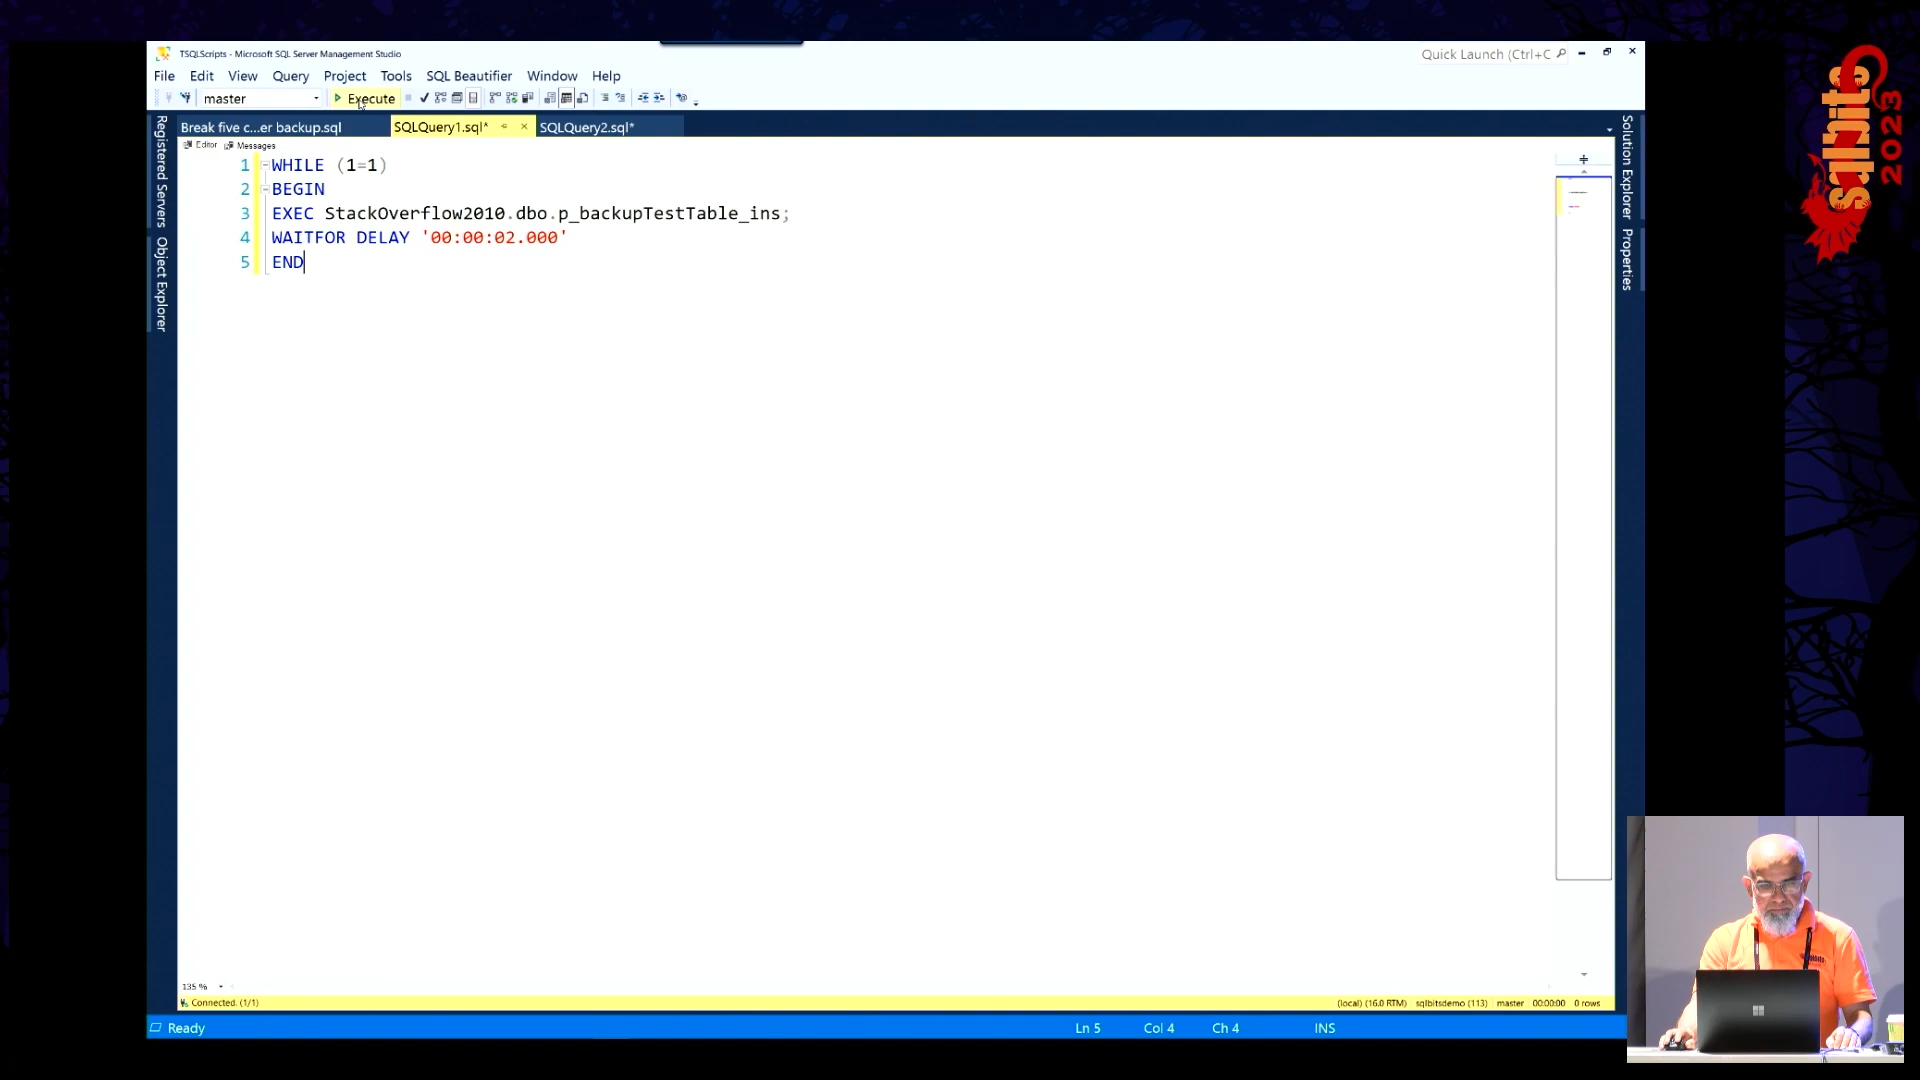 TSQLScripts - Microsoft SQL Server Management Studio
Quick Launch (Ctrl+C
File Edit View Query Project Tools SQL Beautifier Window Help
master
Execute
Break five c...er backup.sql
SQLQuery1.sql*
SQLQuery2.sql*
Editor
Messages
1 WHILE (1=1)
2 BEGIN
3 EXEC StackOverflow2010.dbo.p_backupTestTable_ins;
4 WAITFOR DELAY '00:00:02.000'
5 END
Registered Servers
Object Explorer
Solution Explorer
Properties
135 %
Connected. (1/1)
(local) (16.0 RTM) sqlbitsdemo (113) master 00:00:00 0 rows
Ready
Ln 5 Col 4 Ch 4 INS
sqlbits
2023